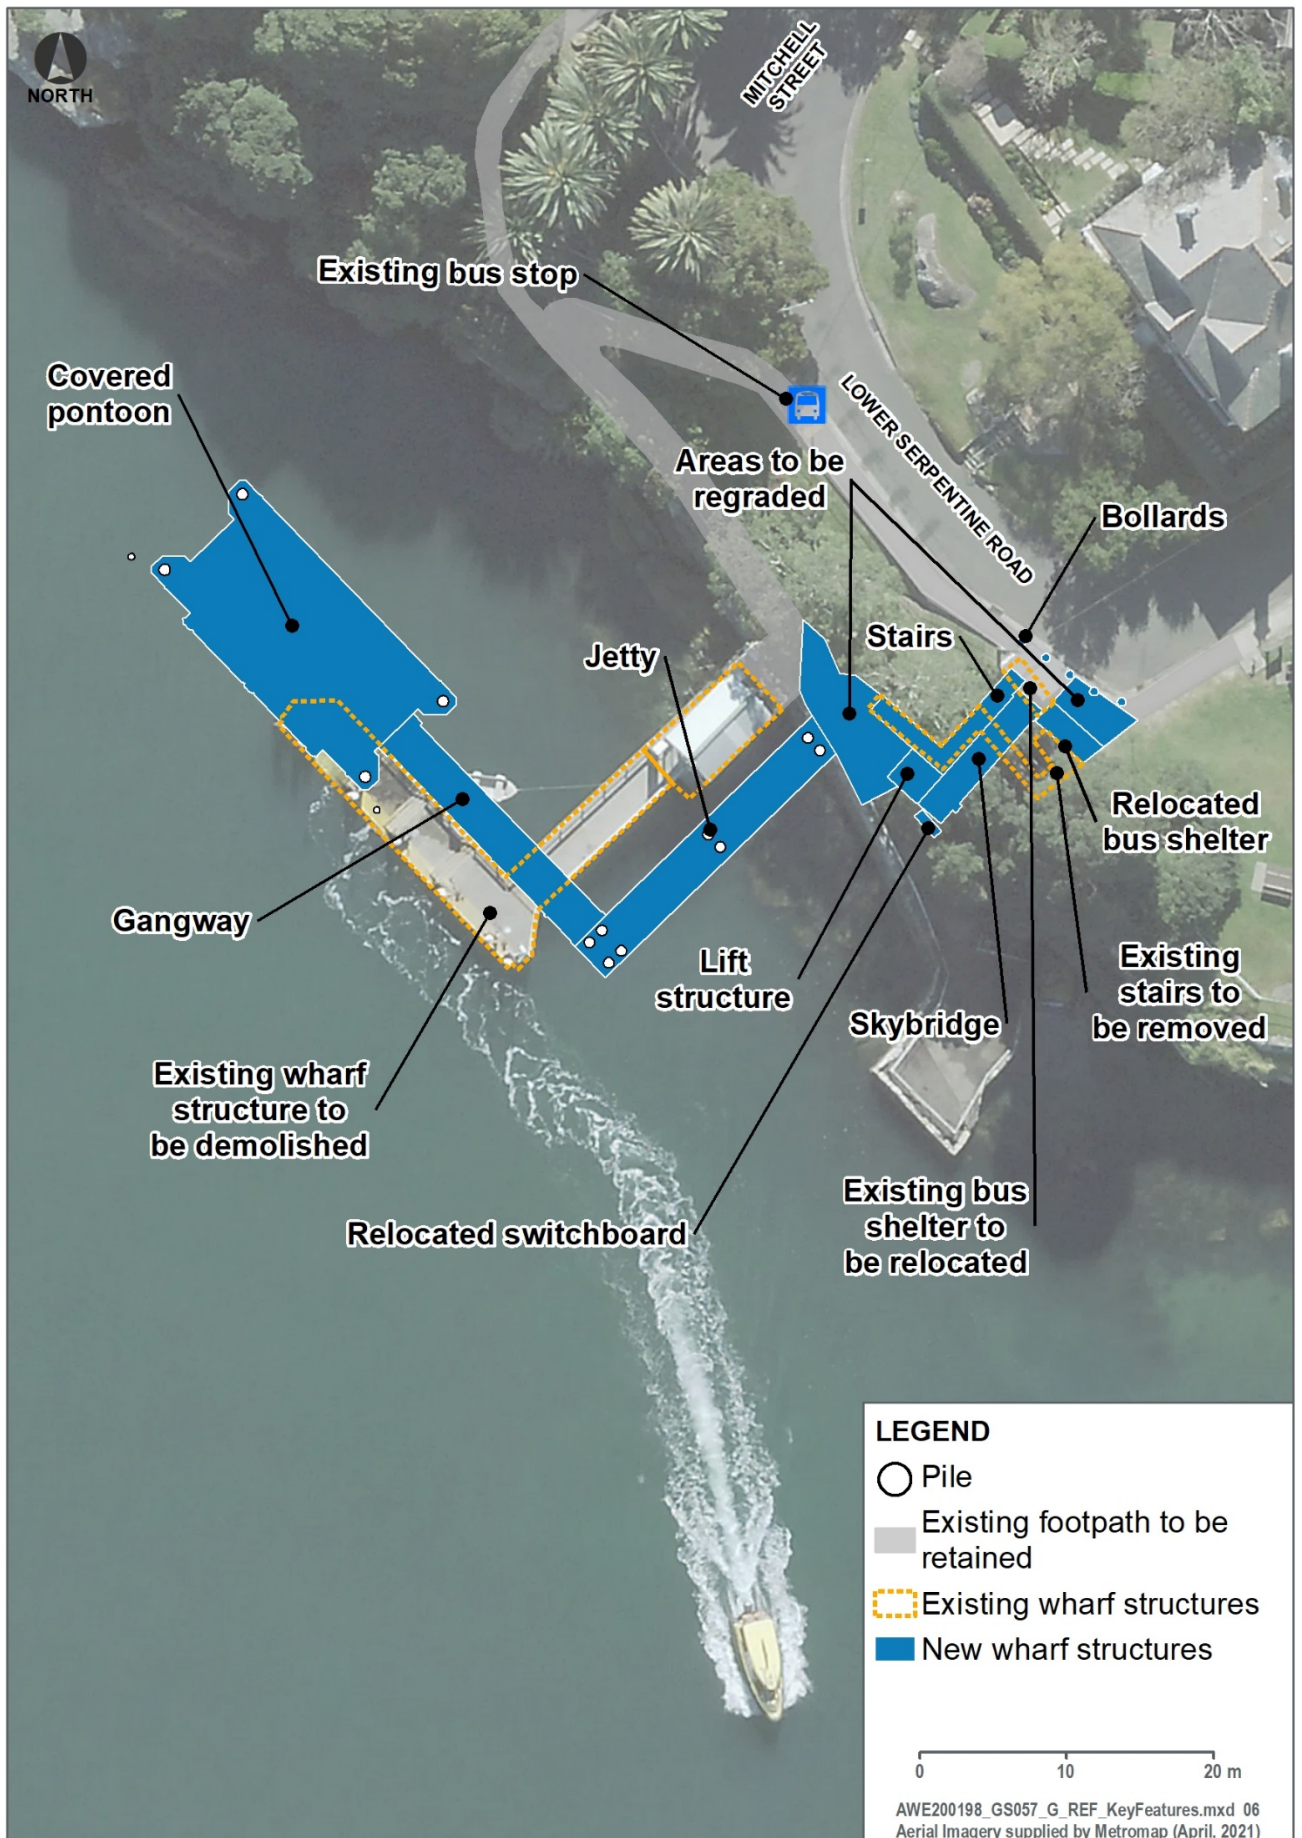 NORTH
MITCHELL
STREET
Existing bus stop
Covered
pontoon
LOWER SERPENTINE ROAD
Areas to be
regraded
Bollards
Stairs
Jetty
Relocated
bus shelter
Gangway
Lift
structure
Existing
stairs to
be removed
Skybridge
Existing wharf
structure to
be demolished
Existing bus
shelter to
be relocated
Relocated switchboard
LEGEND
Pile
Existing footpath to be
retained
Existing wharf structures
New wharf structures
0 10 20 m
AWE200198_GS057_G_REF_KeyFeatures.mxd 06
Aerial Imagery supplied by Metromap (April, 2021)